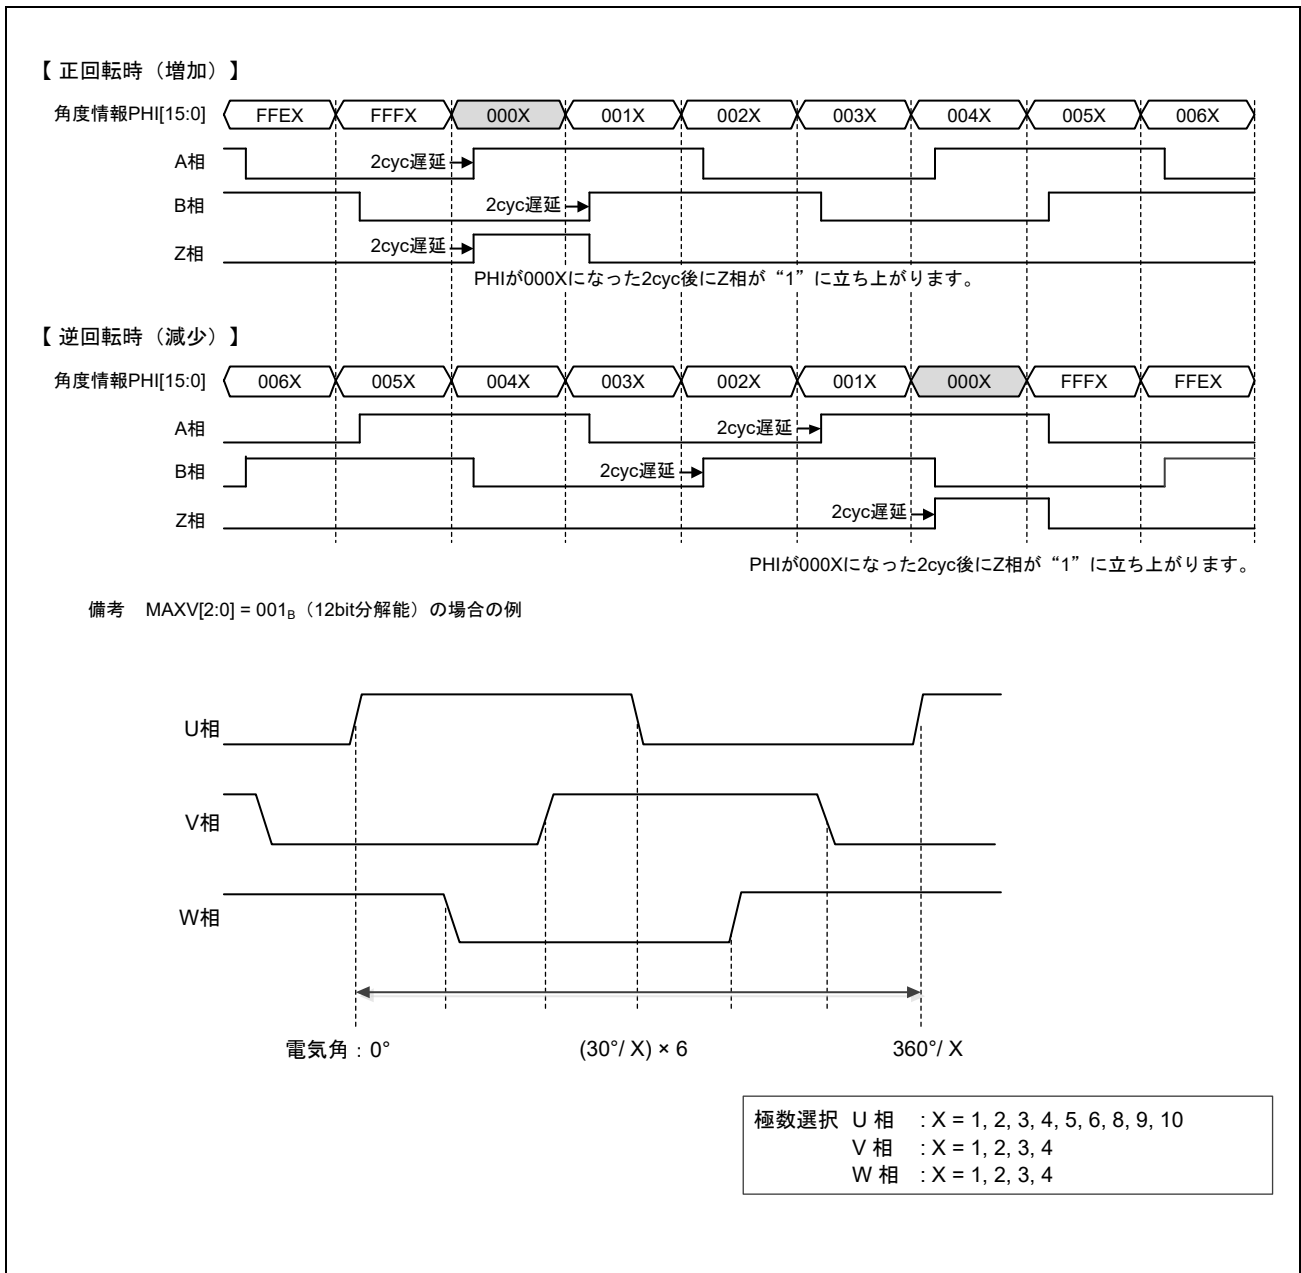 【 正回転時（増加）】
角度情報PHI[15:0] FFEX FFFX 000X 001X 002X 003X 004X 005X 006X
A相 2cyc遅延
B相 2cyc遅延
Z相 2cyc遅延
PHIが000Xになった2cyc後にZ相が“1”に立ち上がります。
【 逆回転時（減少）】
角度情報PHI[15:0] 006X 005X 004X 003X 002X 001X 000X FFFX FFEX
A相 2cyc遅延
B相 2cyc遅延
Z相 2cyc遅延
PHIが000Xになった2cyc後にZ相が“1”に立ち上がります。
備考 MAXV[2:0] = 001B（12bit分解能）の場合の例
U相
V相
W相
電気角：0° (30°/ X) × 6 360°/ X
極数選択 U 相 : X = 1, 2, 3, 4, 5, 6, 8, 9, 10
V 相 : X = 1, 2, 3, 4
W 相 : X = 1, 2, 3, 4